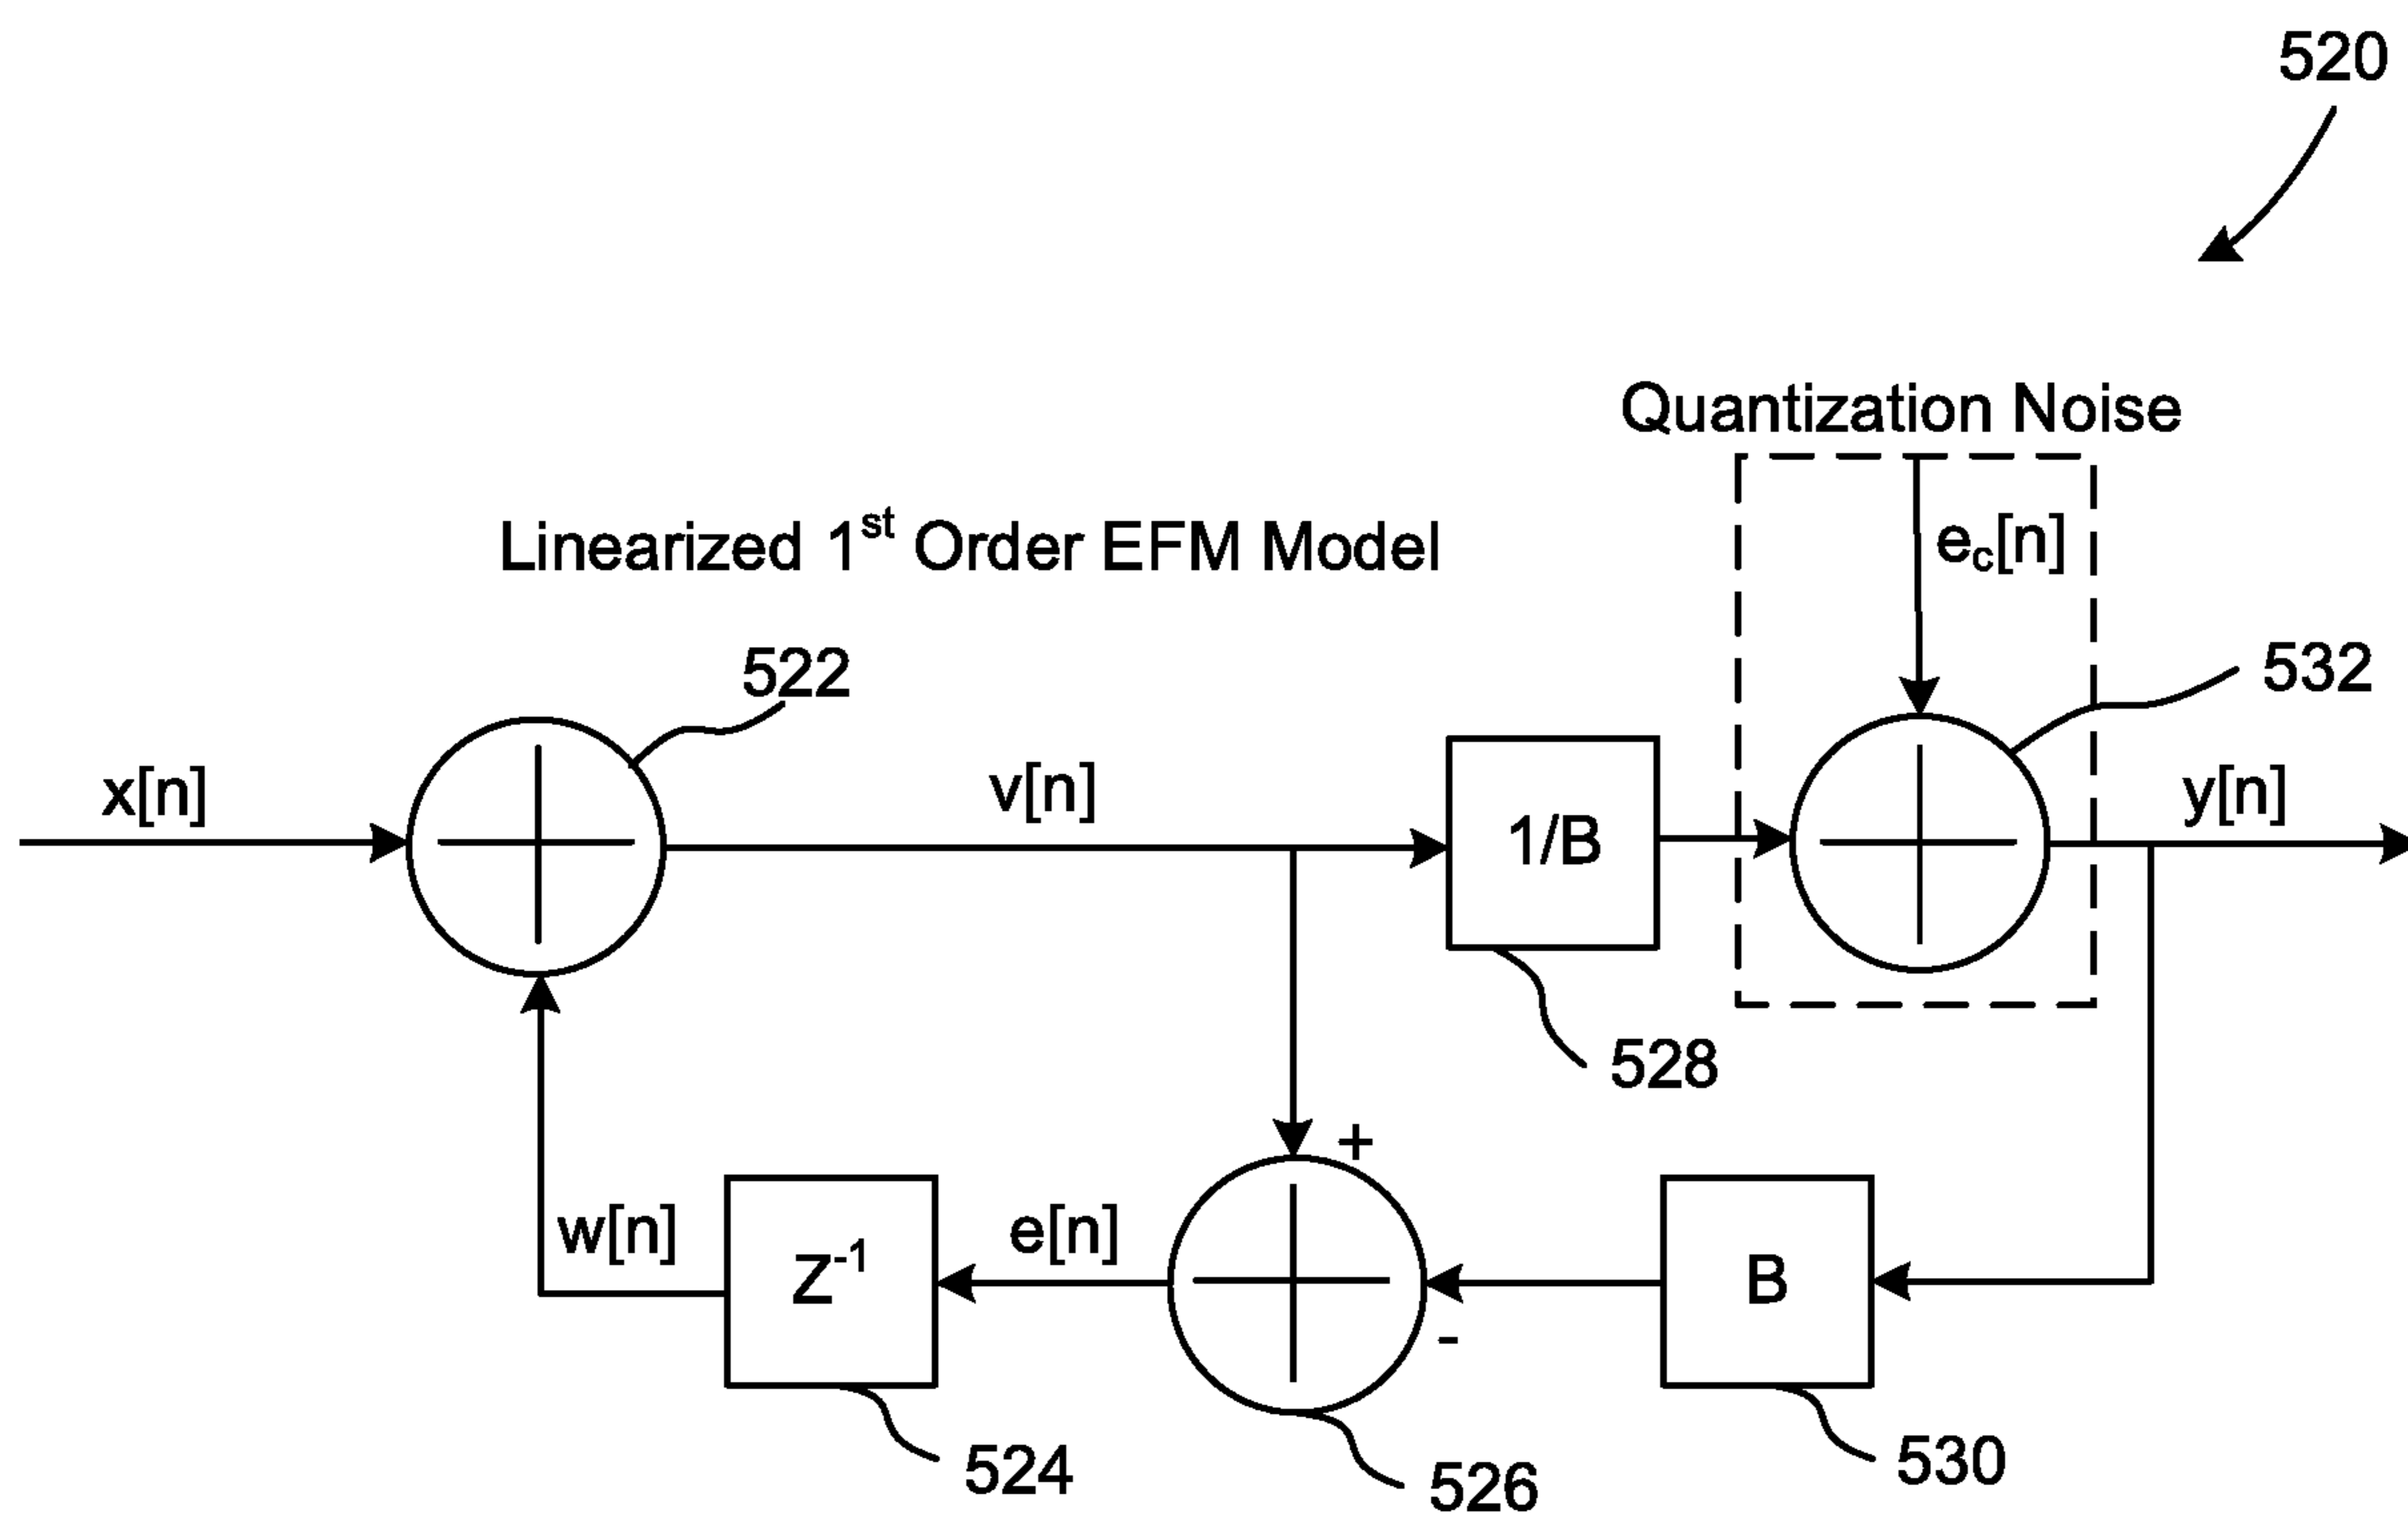 520
Quantization Noise
Linearized 1st Order EFM Model
ec[n]
522
532
x[n]
v[n]
1/B
y[n]
528
+
w[n]
Z-1
e[n]
B
-
524
526
530